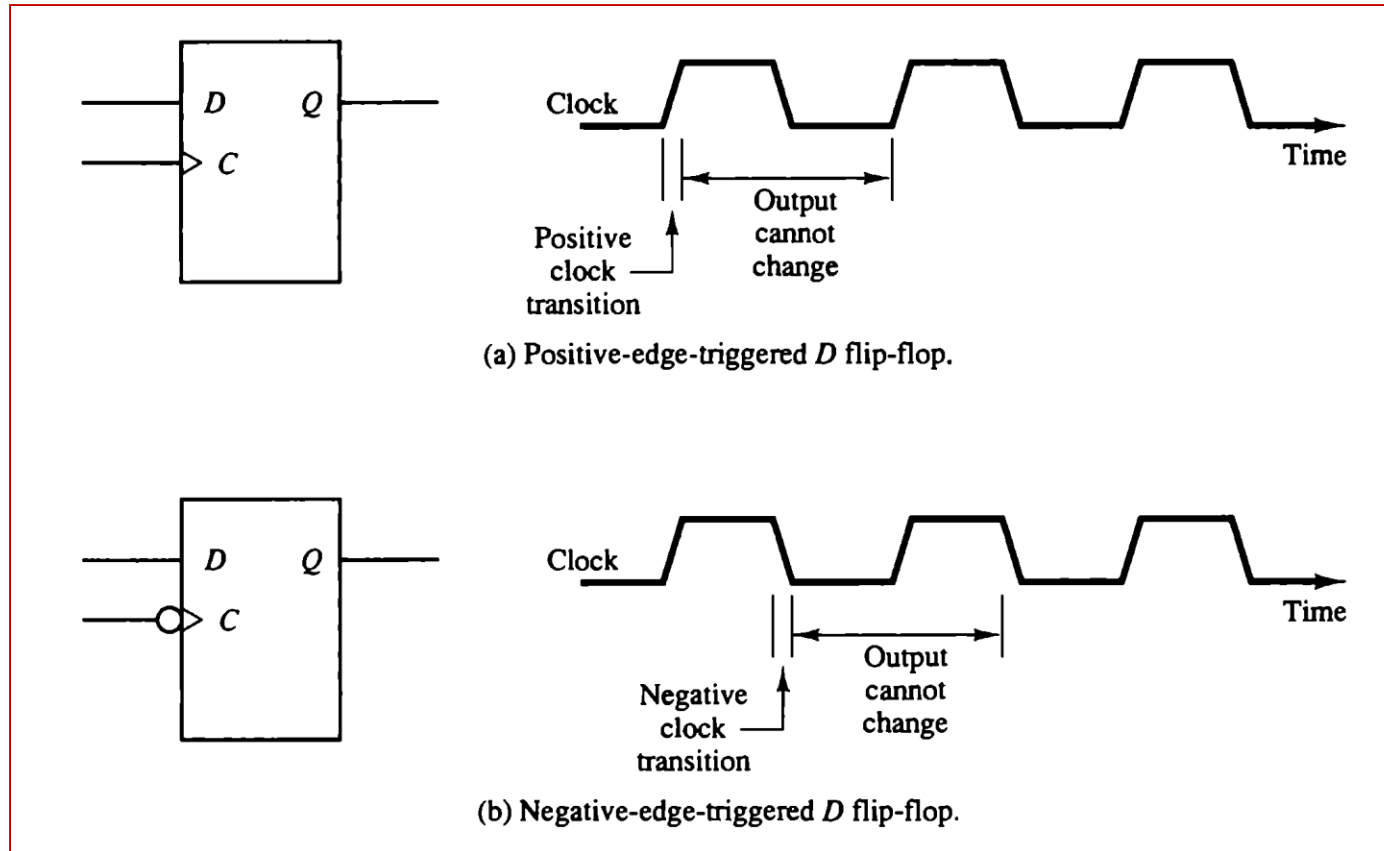 D Q
C
Clock
Time
Output
cannot
change
Positive
clock
transition
(a) Positive-edge-triggered D flip-flop.
D Q
C
Clock
Time
Output
cannot
change
Negative
clock
transition
(b) Negative-edge-triggered D flip-flop.